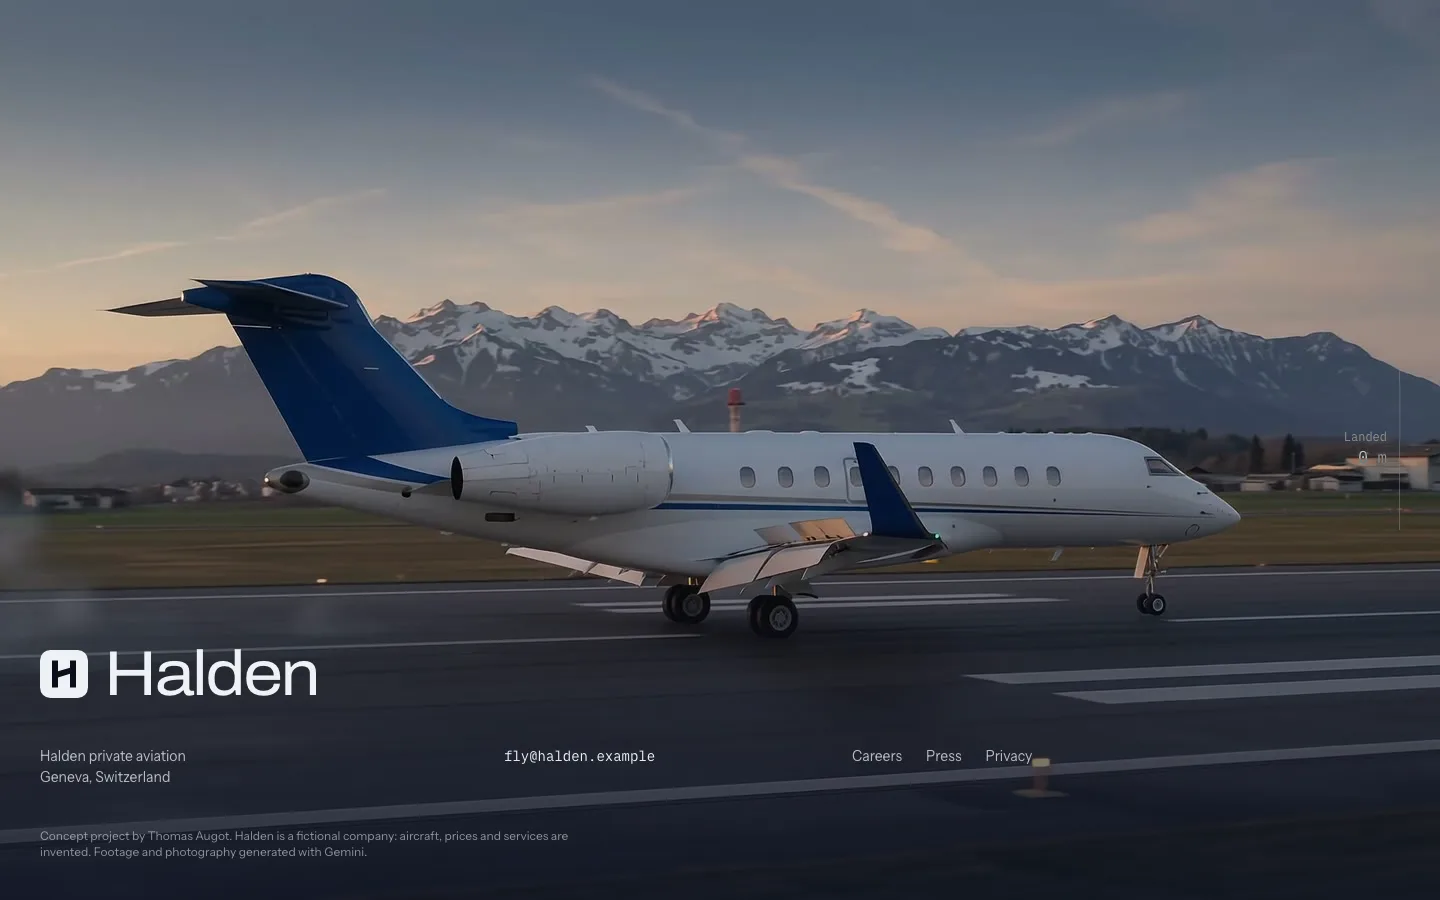 Landed
0 m
H Halden
Halden private aviation
Geneva, Switzerland
fly@halden.example
Careers Press Privacy
Concept project by Thomas Augot. Halden is a fictional company: aircraft, prices and services are
invented. Footage and photography generated with Gemini.